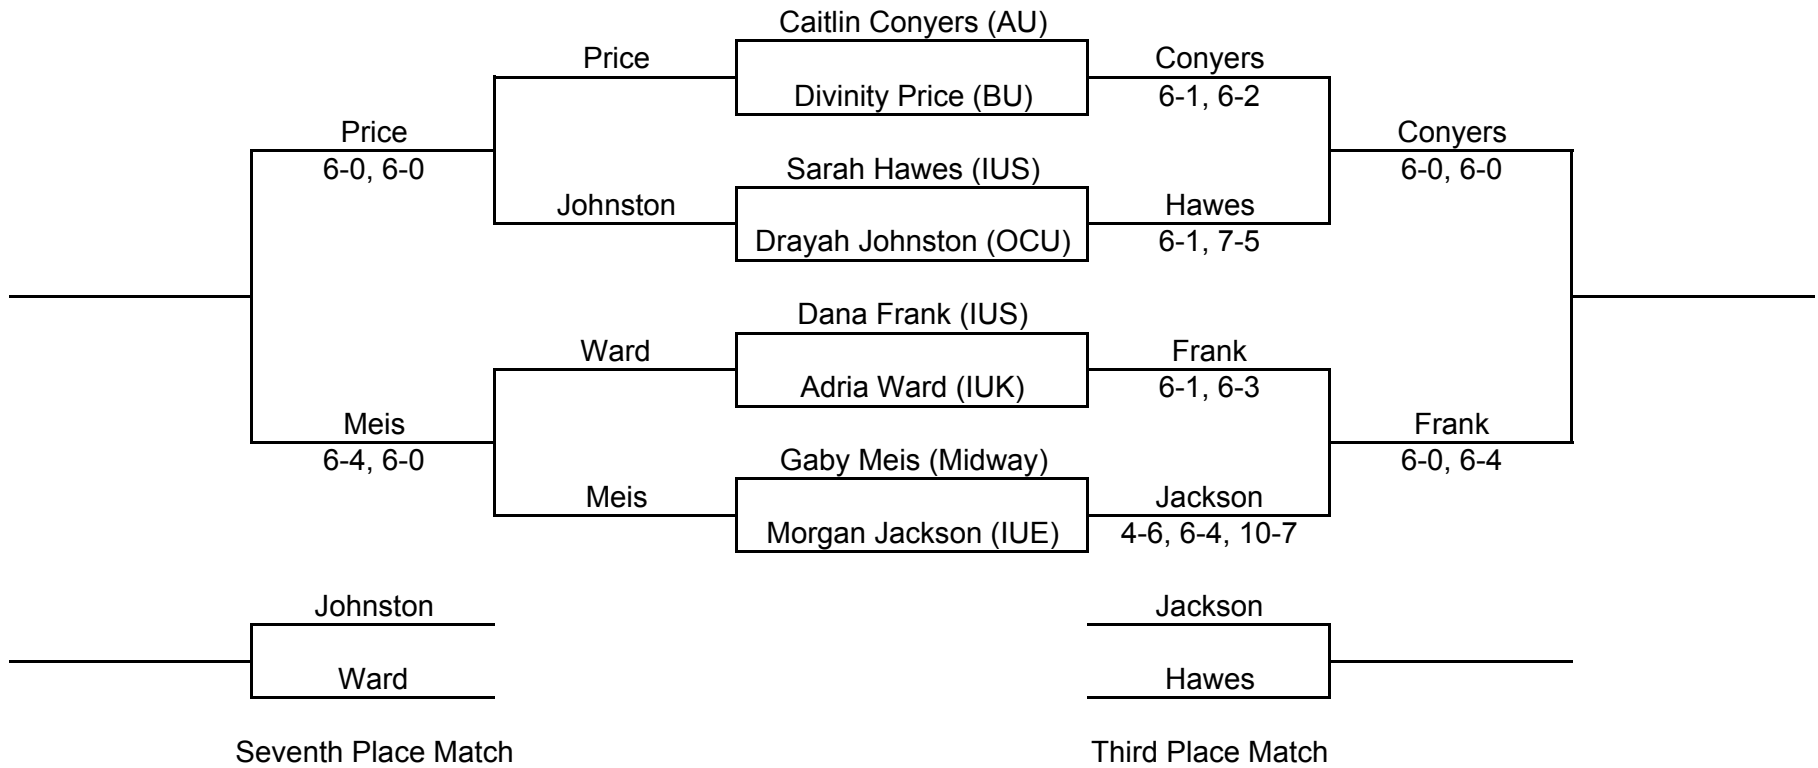 Caitlin Conyers (AU)
Price
Conyers
Divinity Price (BU)
6-1, 6-2
Price
Conyers
6-0, 6-0
Sarah Hawes (IUS)
6-0, 6-0
Johnston
Hawes
Drayah Johnston (OCU)
6-1, 7-5
Dana Frank (IUS)
Ward
Frank
Adria Ward (IUK)
6-1, 6-3
Meis
Frank
6-4, 6-0
Gaby Meis (Midway)
6-0, 6-4
Meis
Jackson
Morgan Jackson (IUE)
4-6, 6-4, 10-7
Johnston
Jackson
Ward
Hawes
Seventh Place Match
Third Place Match